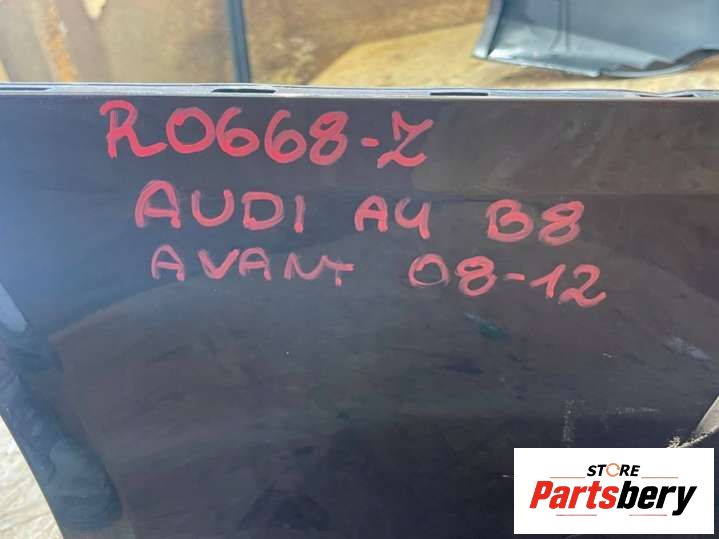 R0668-Z
AUDI A4 B8
AVANT 08-12
STORE
Partsbery